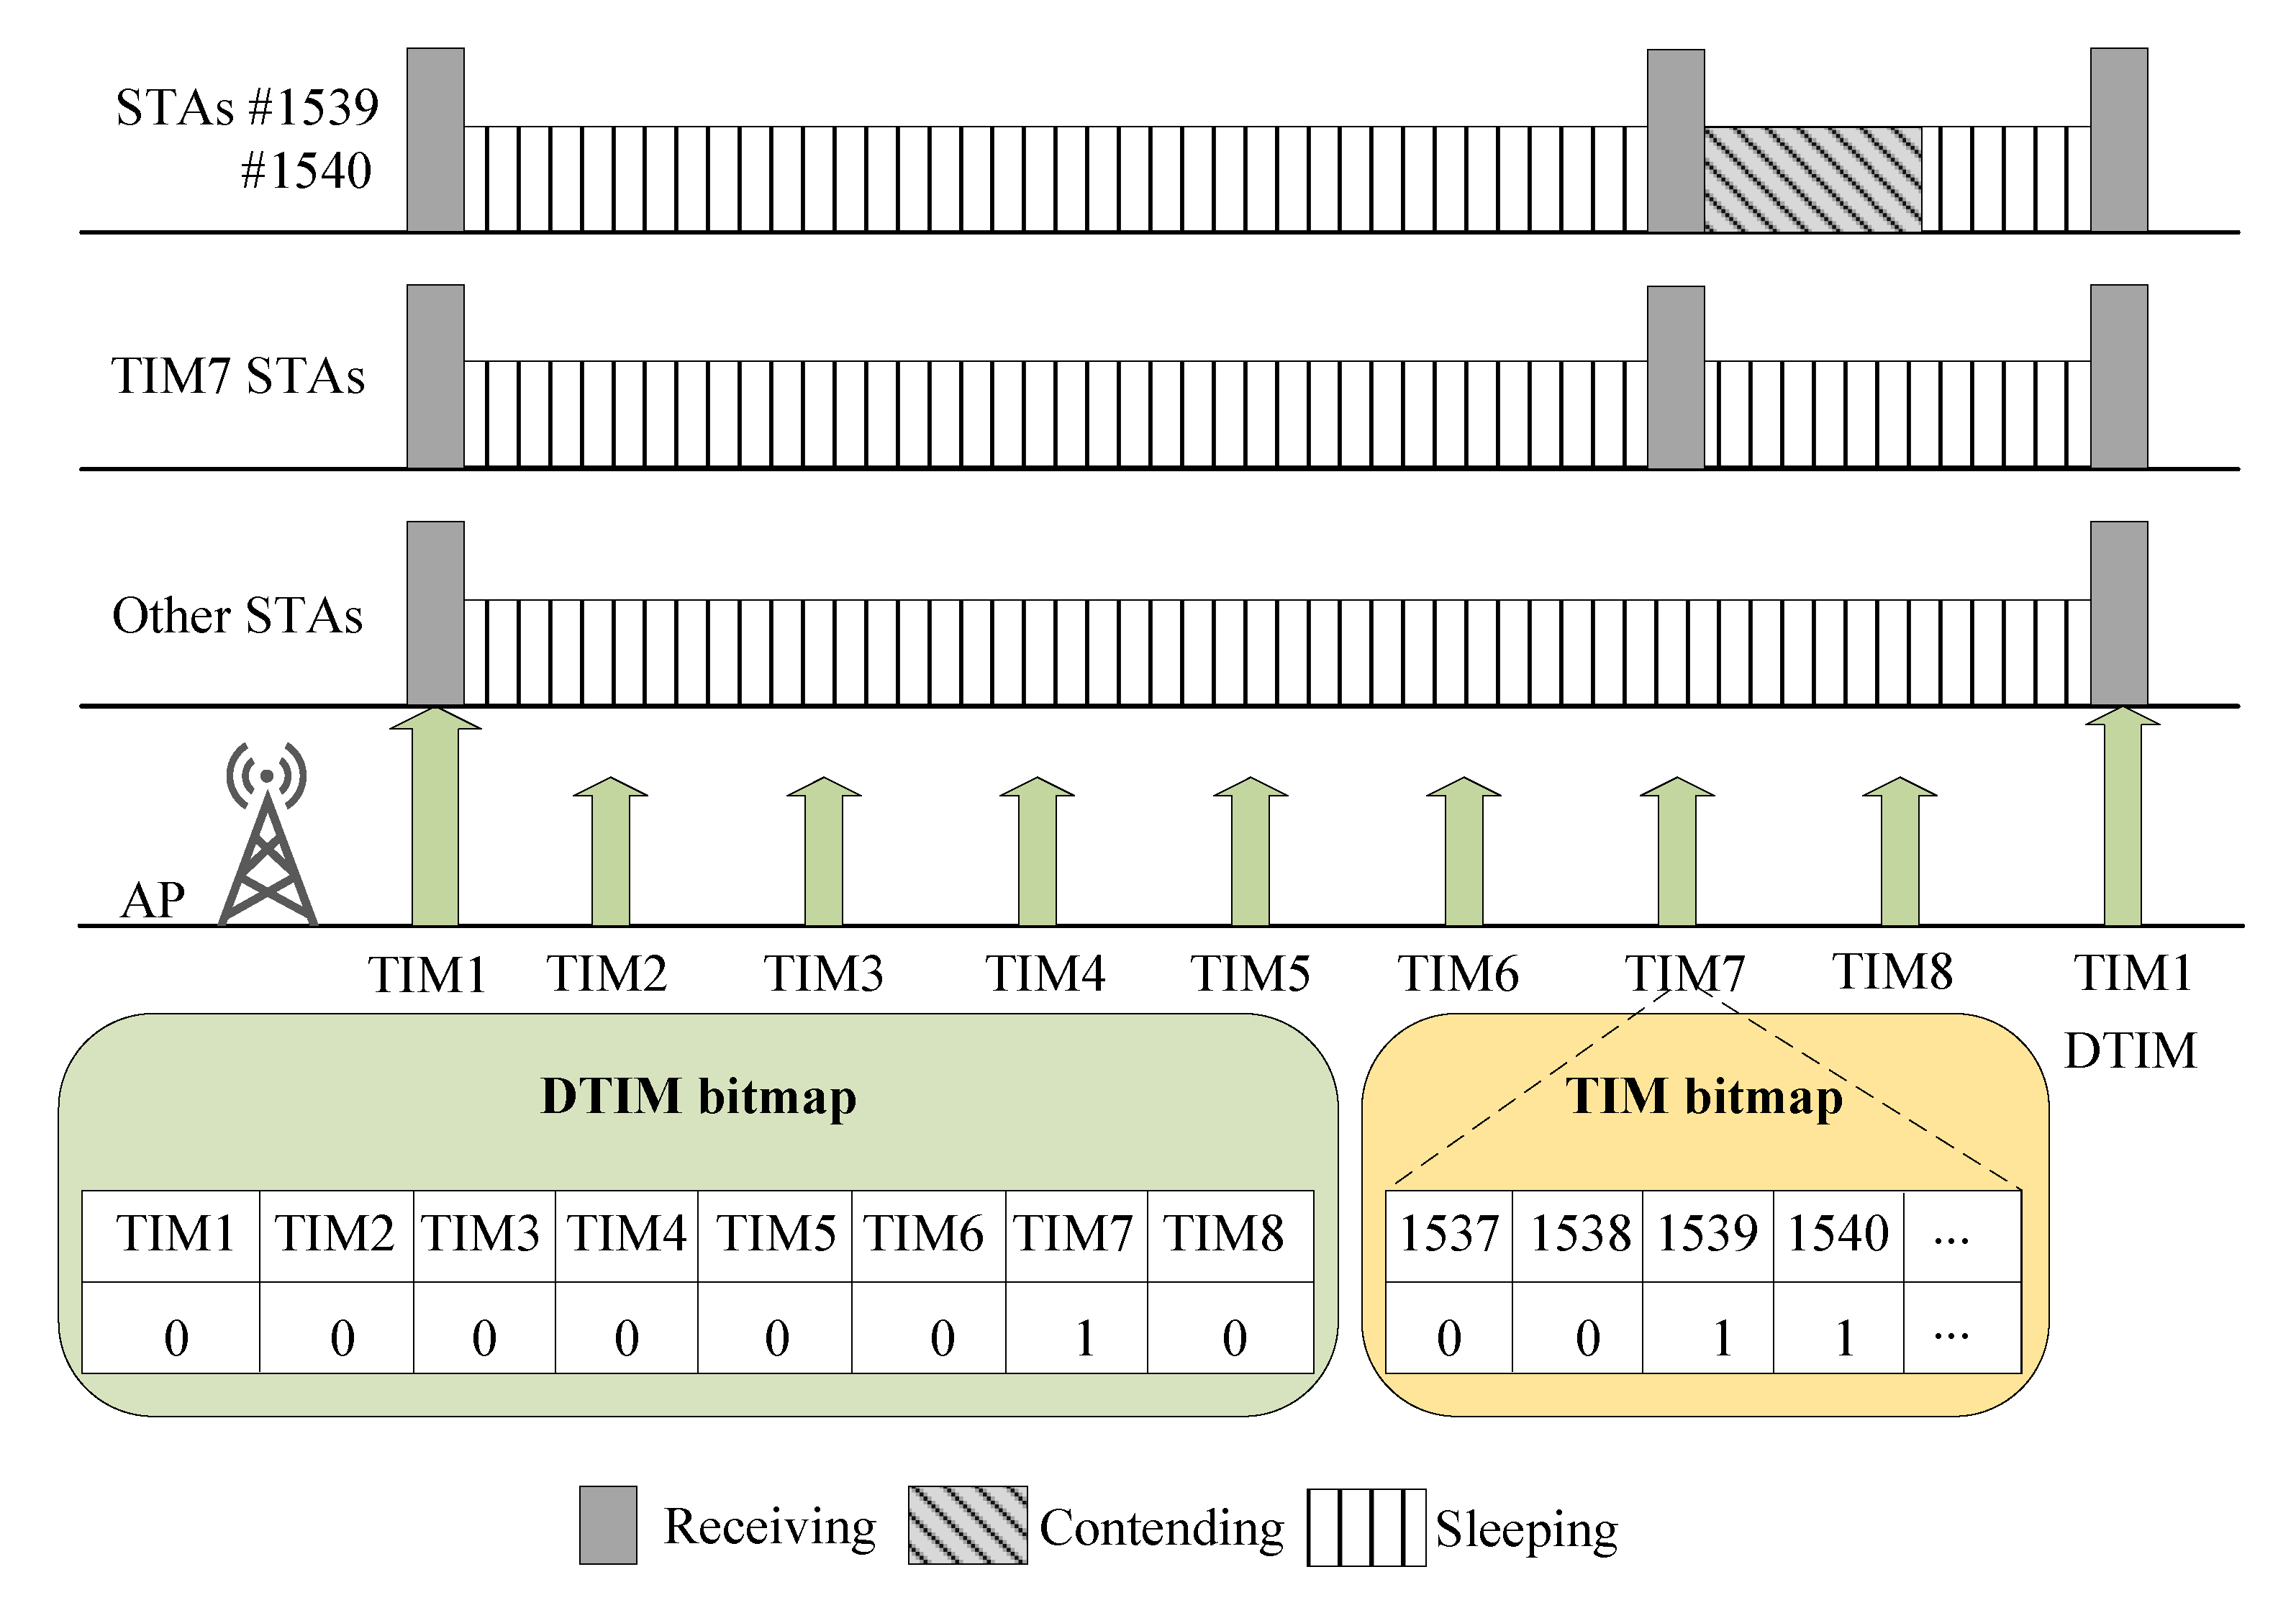 STAs #1539
#1540
TIM7 STAs
Other STAs
AP
TIM1 TIM2 TIM3 TIM4 TIM5 TIM6 TIM7 TIM8 TIM1
DTIM
DTIM bitmap
TIM1 TIM2 TIM3 TIM4 TIM5 TIM6 TIM7 TIM8
0 0 0 0 0 0 1 0
TIM bitmap
1537 1538 1539 1540 ...
0 0 1 1 ...
Receiving Contending Sleeping